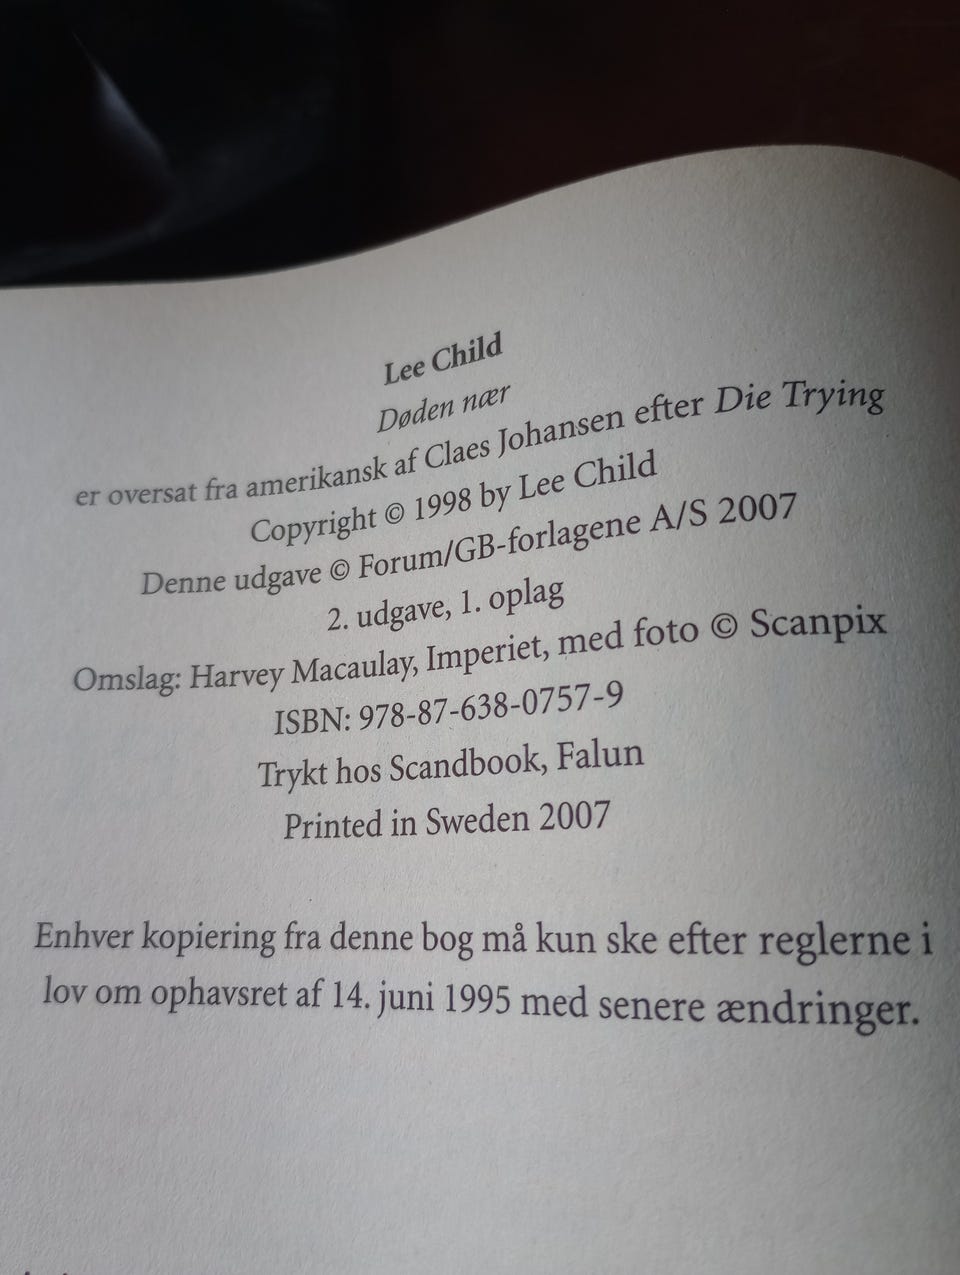 Lee Child
Døden nær
er oversat fra amerikansk af Claes Johansen efter Die Trying
Copyright © 1998 by Lee Child
Denne udgave © Forum/GB-forlagene A/S 2007
2. udgave, 1. oplag
Omslag: Harvey Macaulay, Imperiet, med foto © Scanpix
ISBN: 978-87-638-0757-9
Trykt hos Scandbook, Falun
Printed in Sweden 2007
Enhver kopiering fra denne bog må kun ske efter reglerne i
lov om ophavsret af 14. juni 1995 med senere ændringer.